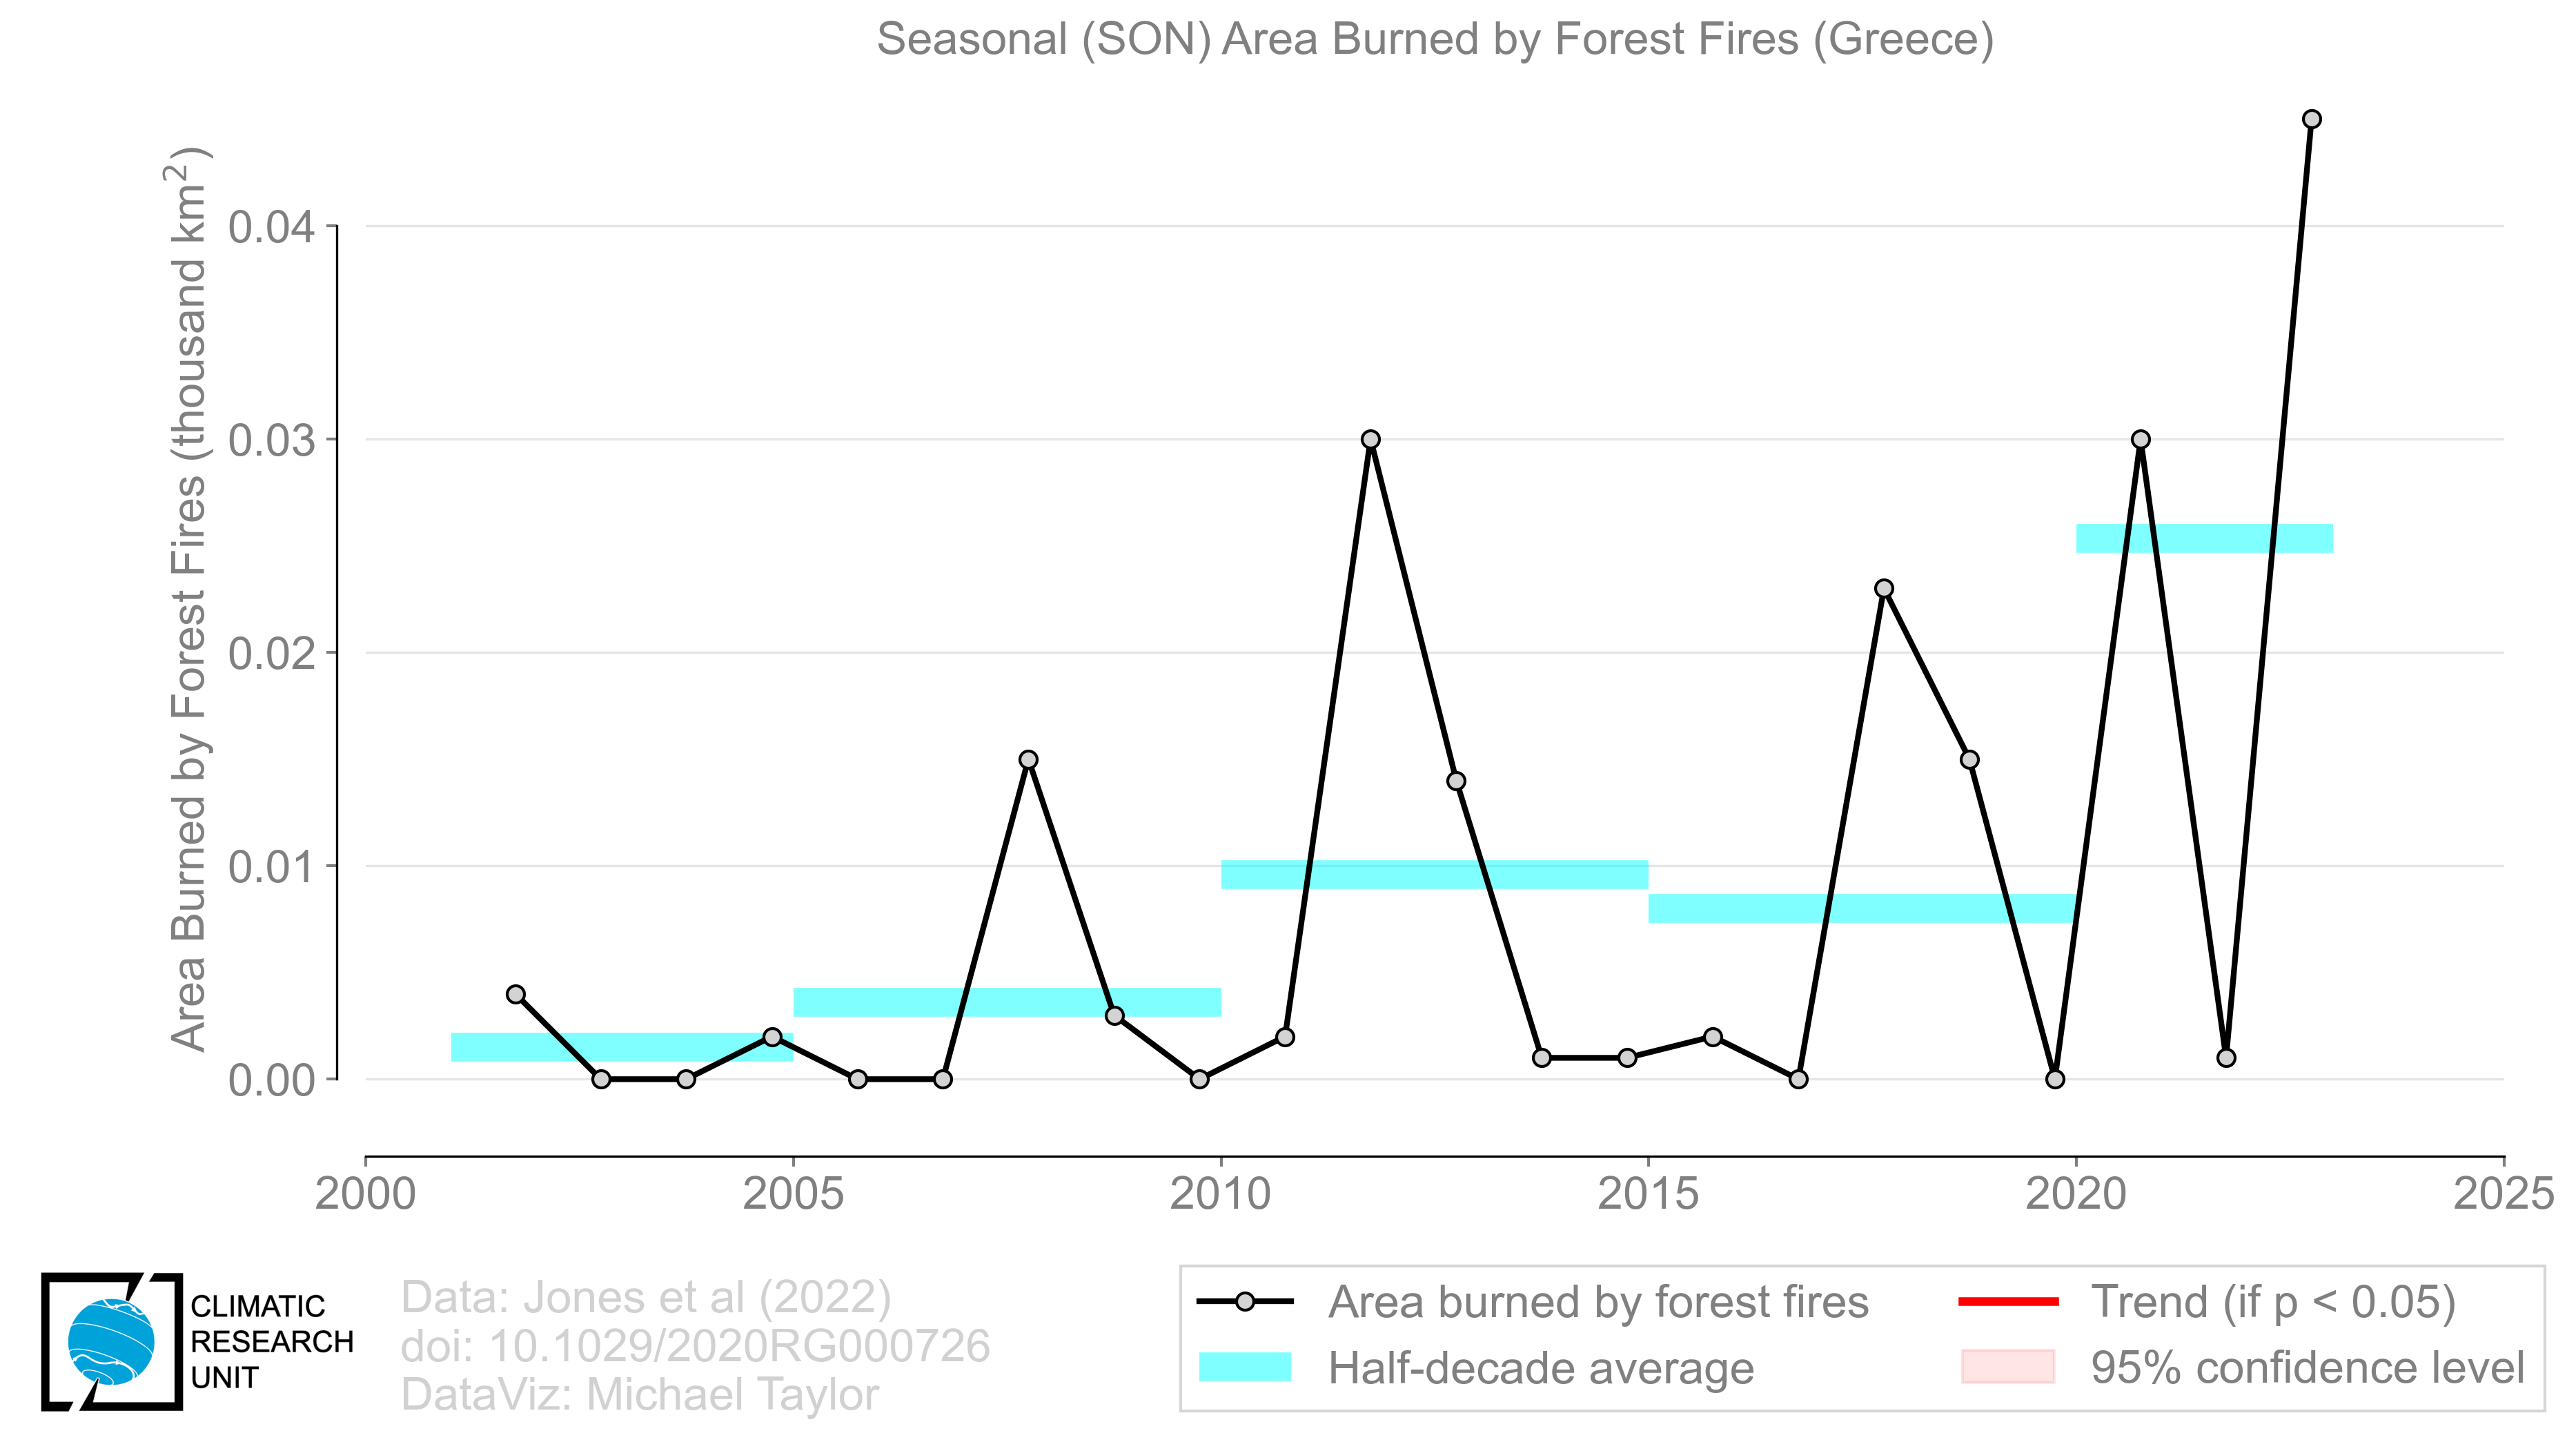 Seasonal (SON) Area Burned by Forest Fires (Greece)
Area Burned by Forest Fires (thousand km²)
0.04
0.03
0.02
0.01
0.00
2000
2005
2010
2015
2020
2025
CLIMATIC
RESEARCH
UNIT
Data: Jones et al (2022)
doi: 10.1029/2020RG000726
DataViz: Michael Taylor
Area burned by forest fires
Half-decade average
Trend (if p < 0.05)
95% confidence level